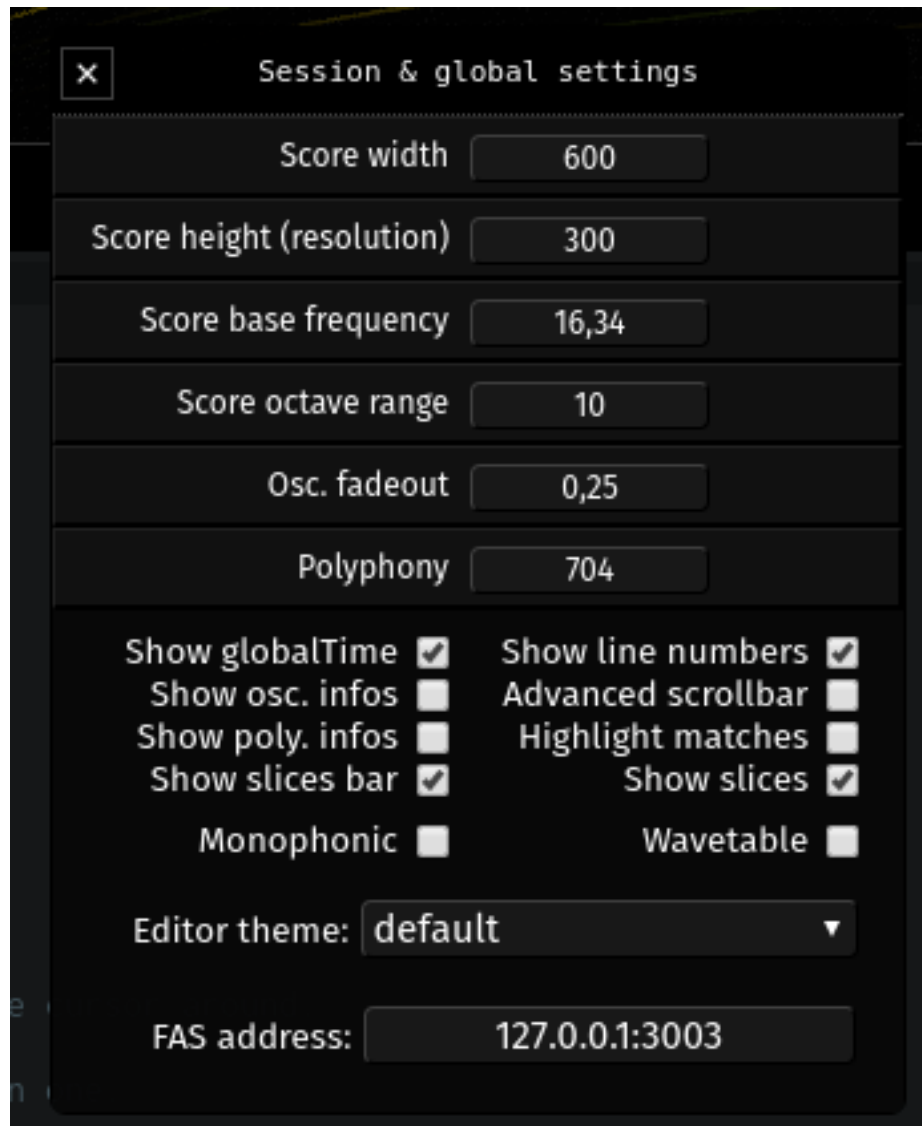 × Session & global settings
Score width 600
Score height (resolution) 300
Score base frequency 16,34
Score octave range 10
Osc. fadeout 0,25
Polyphony 704
Show globalTime Show line numbers
Show osc. infos Advanced scrollbar
Show poly. infos Highlight matches
Show slices bar Show slices
Monophonic Wavetable
Editor theme: default
FAS address: 127.0.0.1:3003